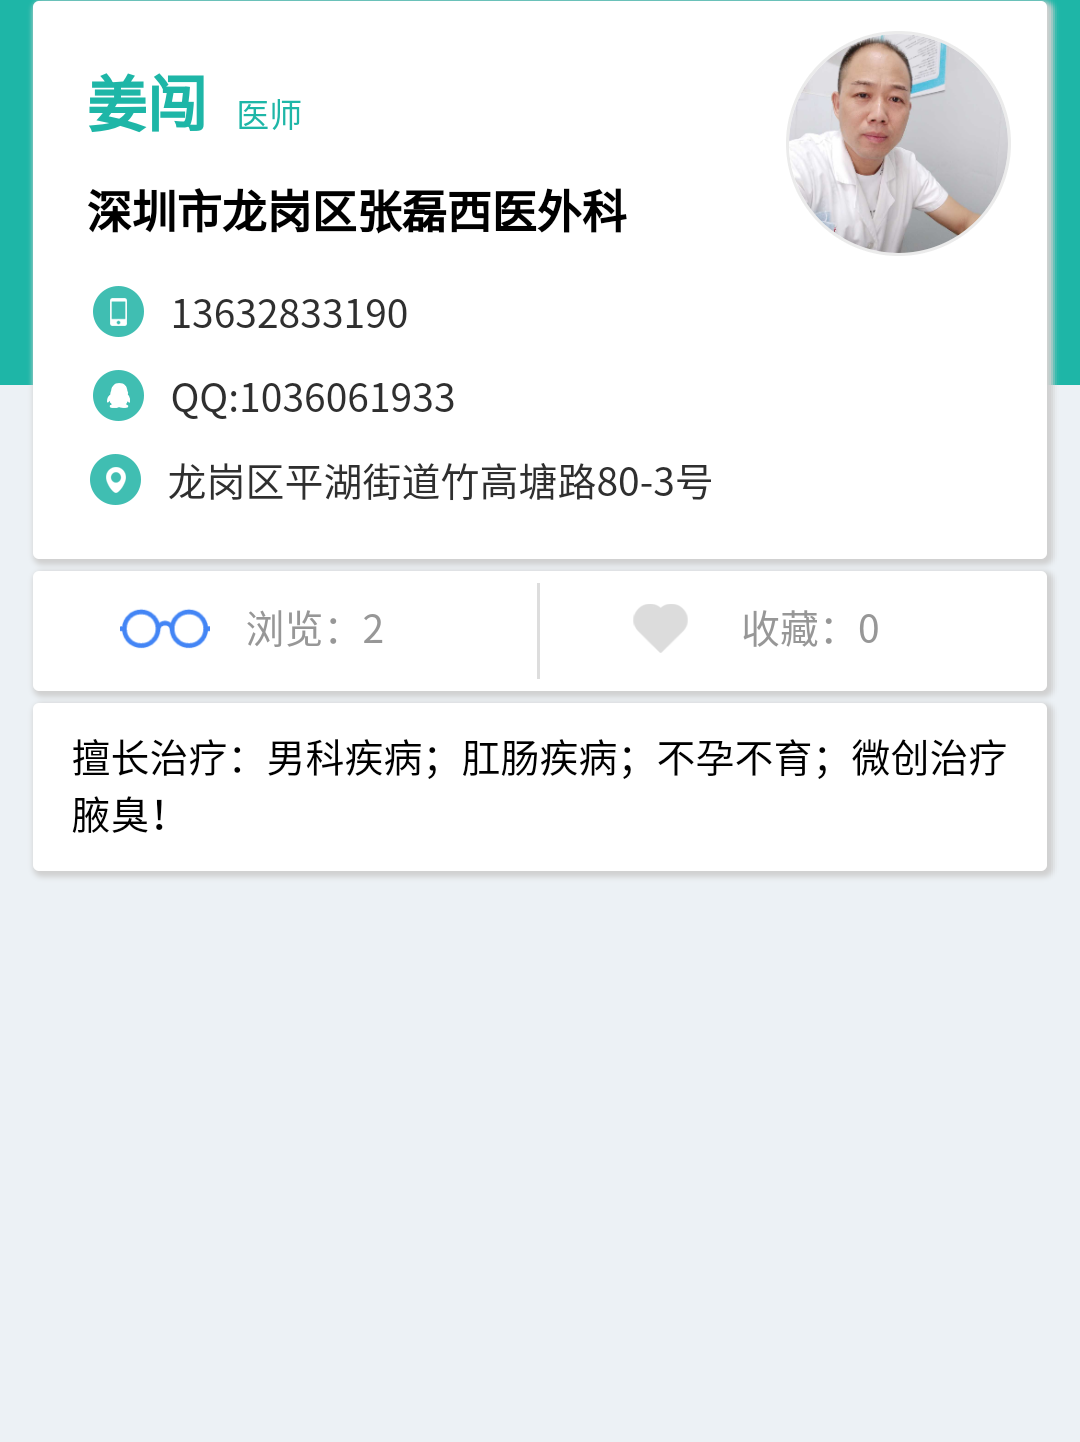 姜闯 医师
深圳市龙岗区张磊西医外科
13632833190
QQ:1036061933
龙岗区平湖街道竹高塘路80-3号
浏览：2 收藏：0
擅长治疗：男科疾病；肛肠疾病；不孕不育；微创治疗
腋臭！